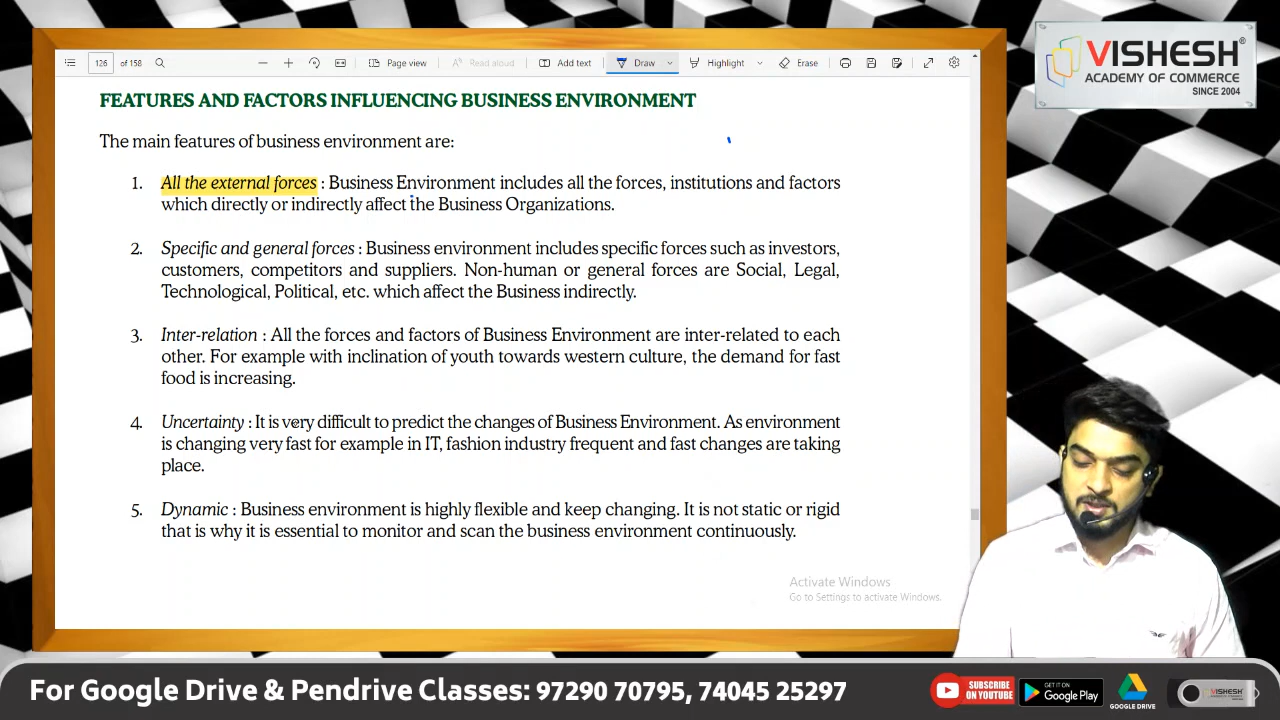 VISHESH®
ACADEMY OF COMMERCE
SINCE 2004
126 of 158 Page view Read aloud Add text Draw Highlight Erase
FEATURES AND FACTORS INFLUENCING BUSINESS ENVIRONMENT
The main features of business environment are:
1. All the external forces : Business Environment includes all the forces, institutions and factors
which directly or indirectly affect the Business Organizations.
2. Specific and general forces : Business environment includes specific forces such as investors,
customers, competitors and suppliers. Non-human or general forces are Social, Legal,
Technological, Political, etc. which affect the Business indirectly.
3. Inter-relation : All the forces and factors of Business Environment are inter-related to each
other. For example with inclination of youth towards western culture, the demand for fast
food is increasing.
4. Uncertainty : It is very difficult to predict the changes of Business Environment. As environment
is changing very fast for example in IT, fashion industry frequent and fast changes are taking
place.
5. Dynamic : Business environment is highly flexible and keep changing. It is not static or rigid
that is why it is essential to monitor and scan the business environment continuously.
Activate Windows
Go to Settings to activate Windows.
For Google Drive & Pendrive Classes: 97290 70795, 74045 25297
SUBSCRIBE
ON YOUTUBE
GET IT ON
Google Play
GOOGLE DRIVE
VISHESH